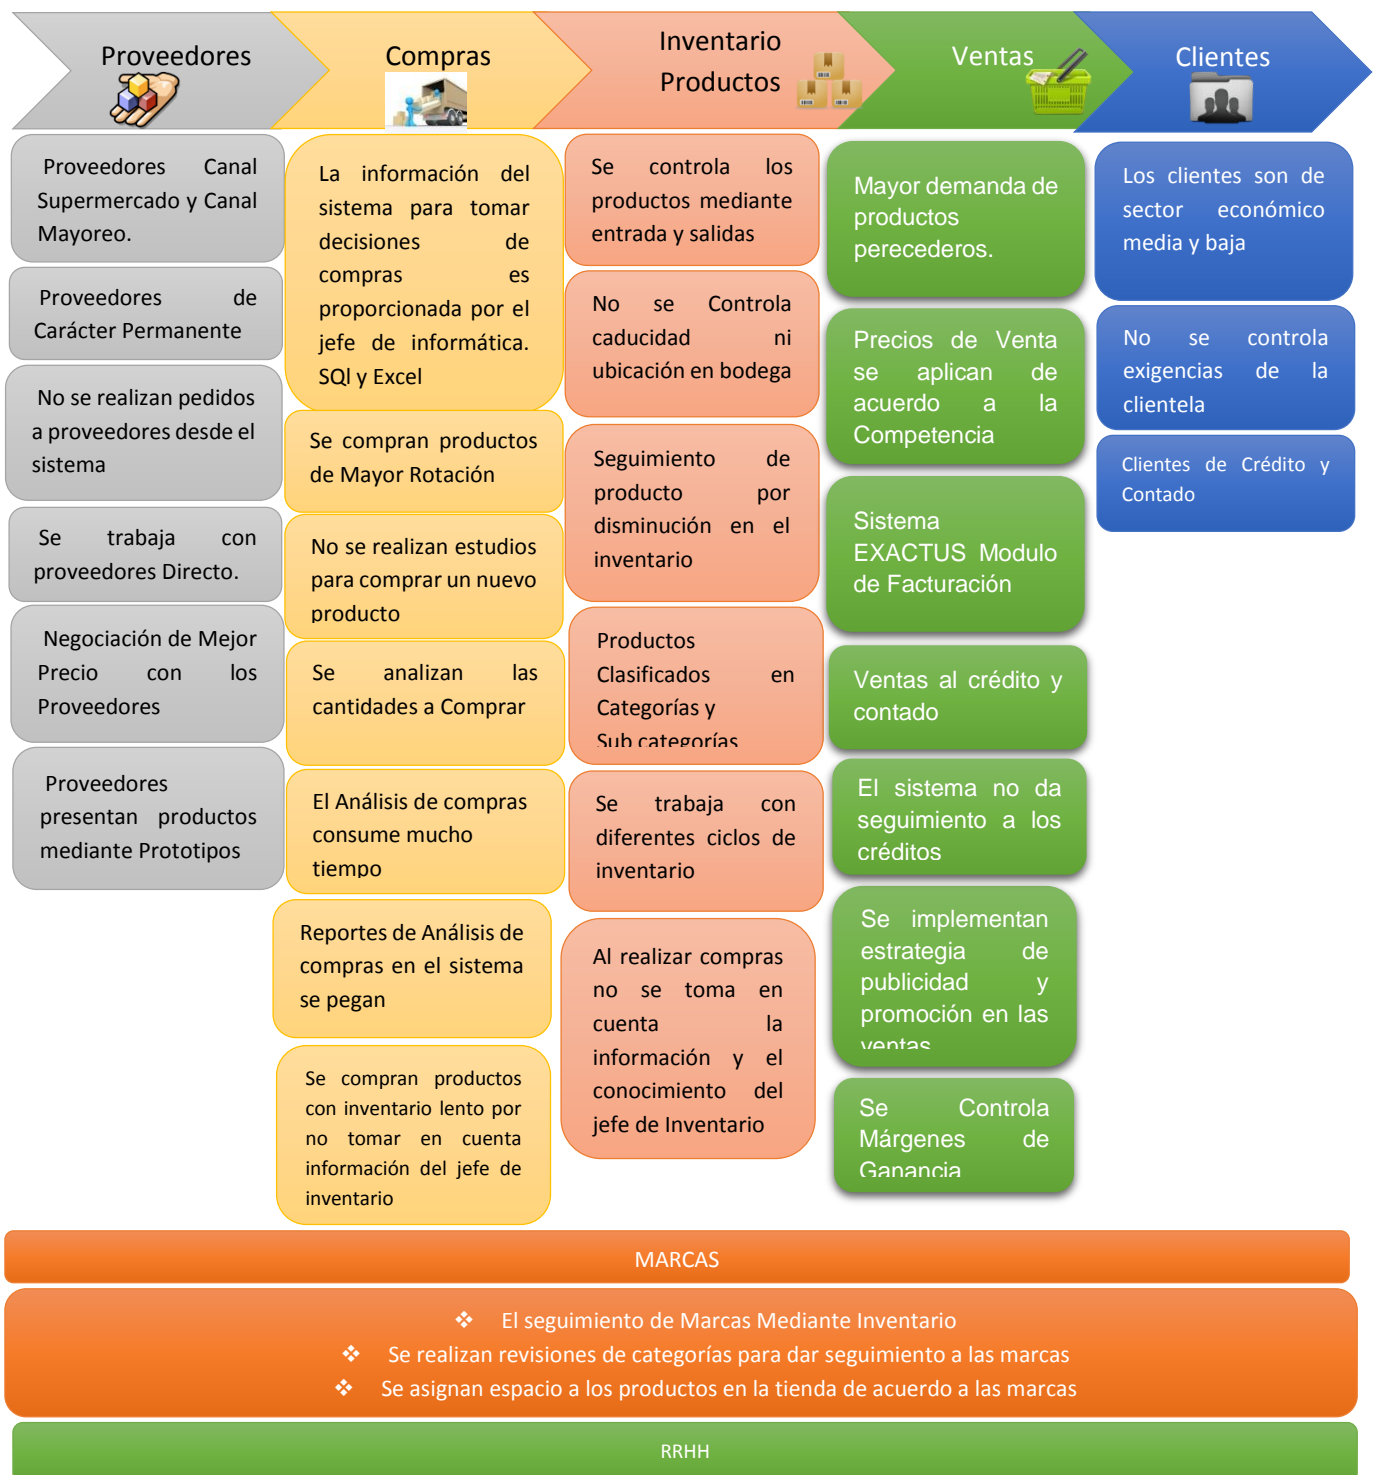 Proveedores
Compras
Inventario
Productos
Ventas
Clientes
Proveedores Canal
Supermercado y Canal
Mayoreo.
Proveedores de
Carácter Permanente
No se realizan pedidos
a proveedores desde el
sistema
Se trabaja con
proveedores Directo.
Negociación de Mejor
Precio con los
Proveedores
Proveedores
presentan productos
mediante Prototipos
La información del
sistema para tomar
decisiones de
compras es
proporcionada por el
jefe de informática.
SQl y Excel
Se compran productos
de Mayor Rotación
No se realizan estudios
para comprar un nuevo
producto
Se analizan las
cantidades a Comprar
El Análisis de compras
consume mucho
tiempo
Reportes de Análisis de
compras en el sistema
se pegan
Se compran productos
con inventario lento por
no tomar en cuenta
información del jefe de
inventario
Se controla los
productos mediante
entrada y salidas
No se Controla
caducidad ni
ubicación en bodega
Seguimiento de
producto por
disminución en el
inventario
Productos
Clasificados en
Categorías y
Sub categorías
Se trabaja con
diferentes ciclos de
inventario
Al realizar compras
no se toma en
cuenta la
información y el
conocimiento del
jefe de Inventario
Mayor demanda de
productos
perecederos.
Precios de Venta
se aplican de
acuerdo a la
Competencia
Sistema
EXACTUS Modulo
de Facturación
Ventas al crédito y
contado
El sistema no da
seguimiento a los
créditos
Se implementan
estrategia de
publicidad y
promoción en las
ventas
Se Controla
Márgenes de
Ganancia
Los clientes son de
sector económico
media y baja
No se controla
exigencias de la
clientela
Clientes de Crédito y
Contado
MARCAS
❖ El seguimiento de Marcas Mediante Inventario
❖ Se realizan revisiones de categorías para dar seguimiento a las marcas
❖ Se asignan espacio a los productos en la tienda de acuerdo a las marcas
RRHH